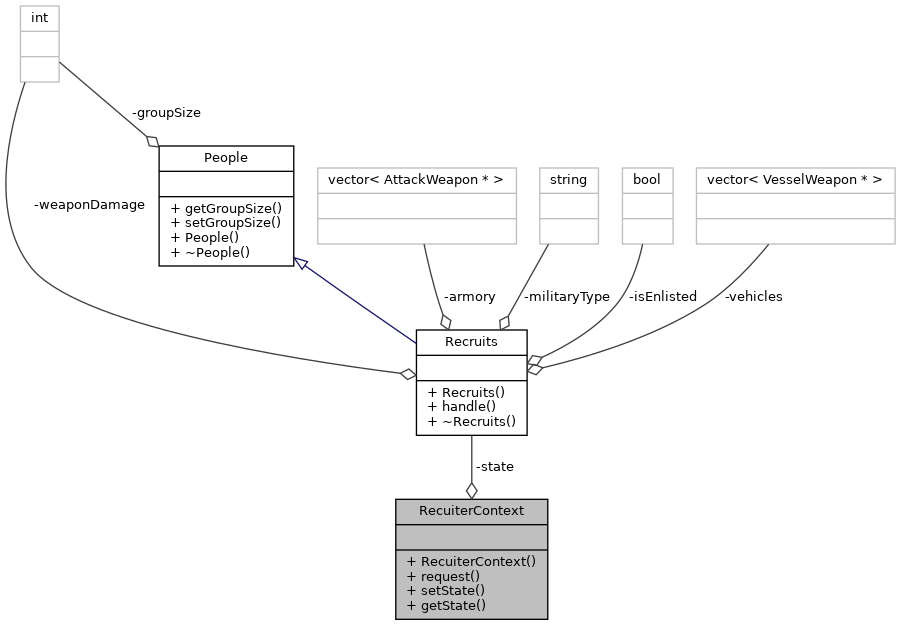 int
-groupSize
People
+ getGroupSize()
+ setGroupSize()
+ People()
+ ~People()
vector< AttackWeapon * >
string
bool
vector< VesselWeapon * >
-weaponDamage
-armory
-militaryType
-isEnlisted
-vehicles
Recruits
+ Recruits()
+ handle()
+ ~Recruits()
-state
RecuiterContext
+ RecuiterContext()
+ request()
+ setState()
+ getState()